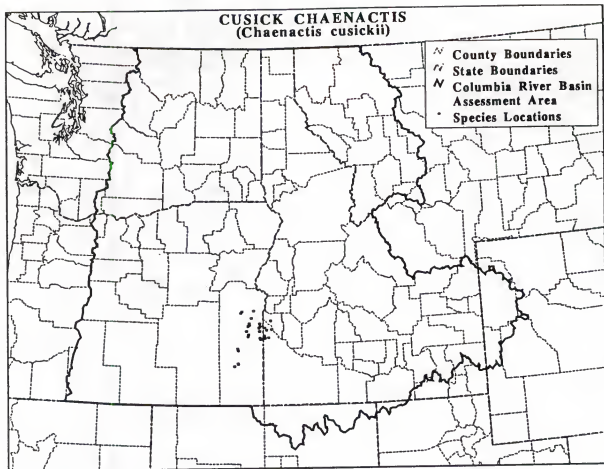 CUSICK CHAENACTIS
(Chaenactis cusickii)
County Boundaries
State Boundaries
Columbia River Basin
Assessment Area
Species Locations